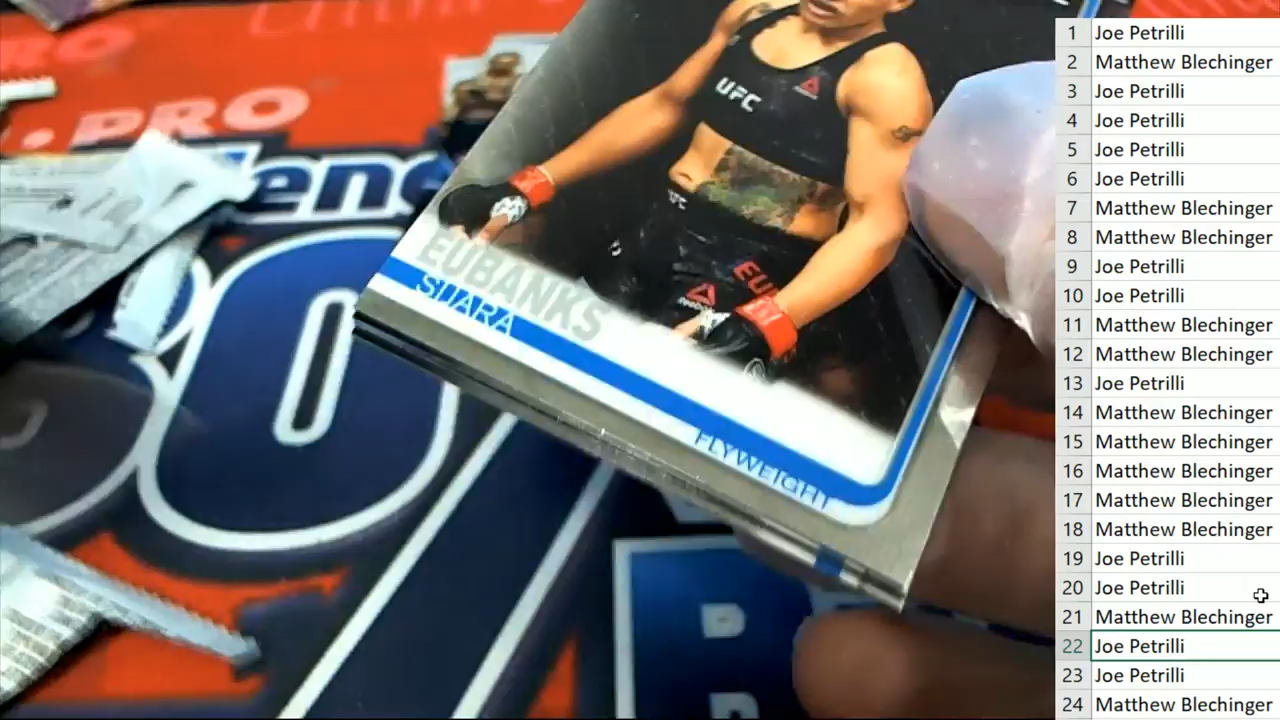 PRO
PRO
UFC
EUBANKS
SIJARA
FLYWEIGHT
1 Joe Petrilli
2 Matthew Blechinger
3 Joe Petrilli
4 Joe Petrilli
5 Joe Petrilli
6 Joe Petrilli
7 Matthew Blechinger
8 Matthew Blechinger
9 Joe Petrilli
10 Joe Petrilli
11 Matthew Blechinger
12 Matthew Blechinger
13 Joe Petrilli
14 Matthew Blechinger
15 Matthew Blechinger
16 Matthew Blechinger
17 Matthew Blechinger
18 Matthew Blechinger
19 Joe Petrilli
20 Joe Petrilli
21 Matthew Blechinger
22 Joe Petrilli
23 Joe Petrilli
24 Matthew Blechinger